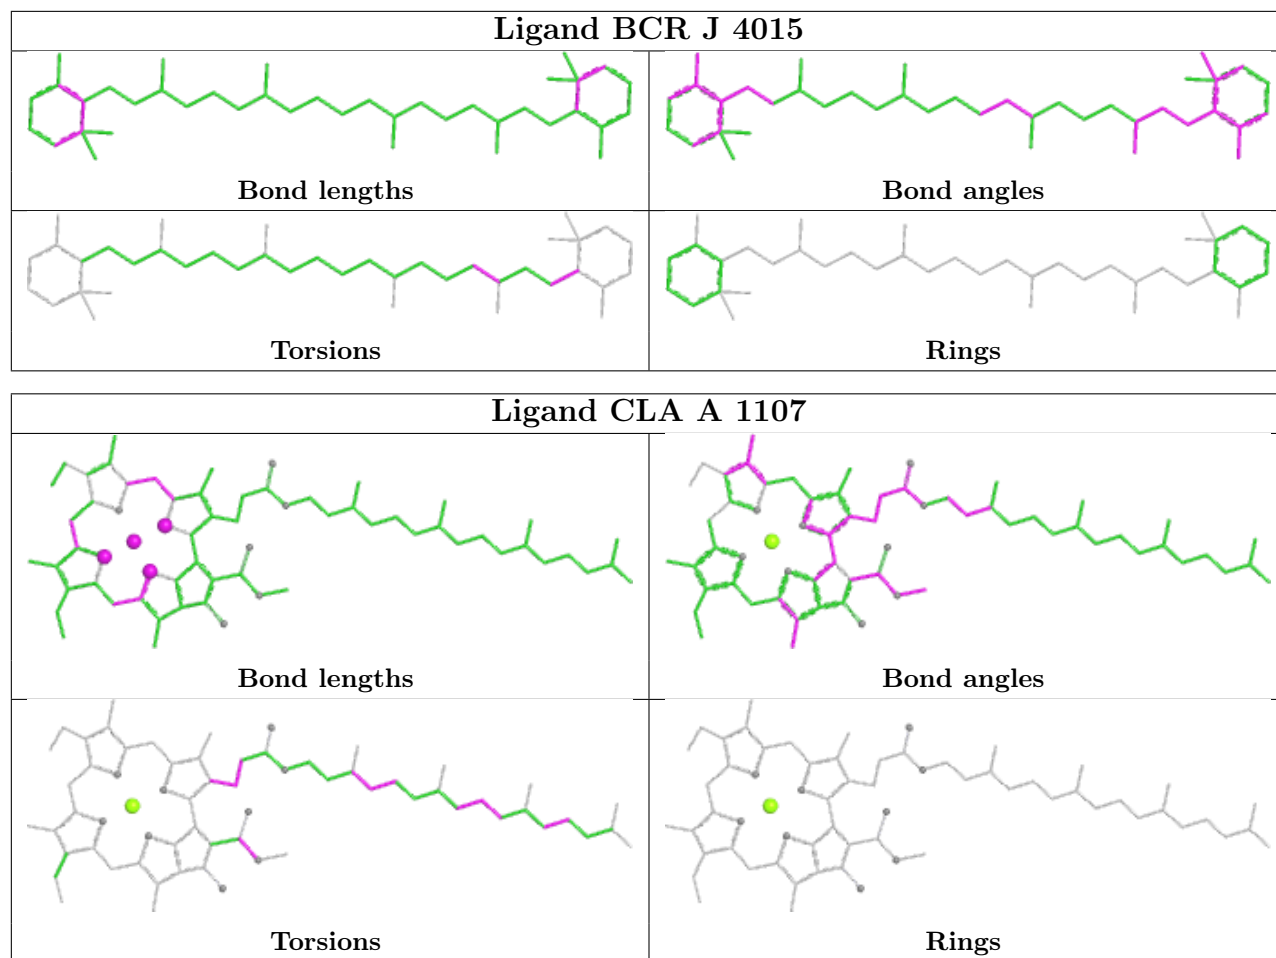 Ligand BCR J 4015
Bond lengths
Bond angles
Torsions
Rings
Ligand CLA A 1107
Bond lengths
Bond angles
Torsions
Rings